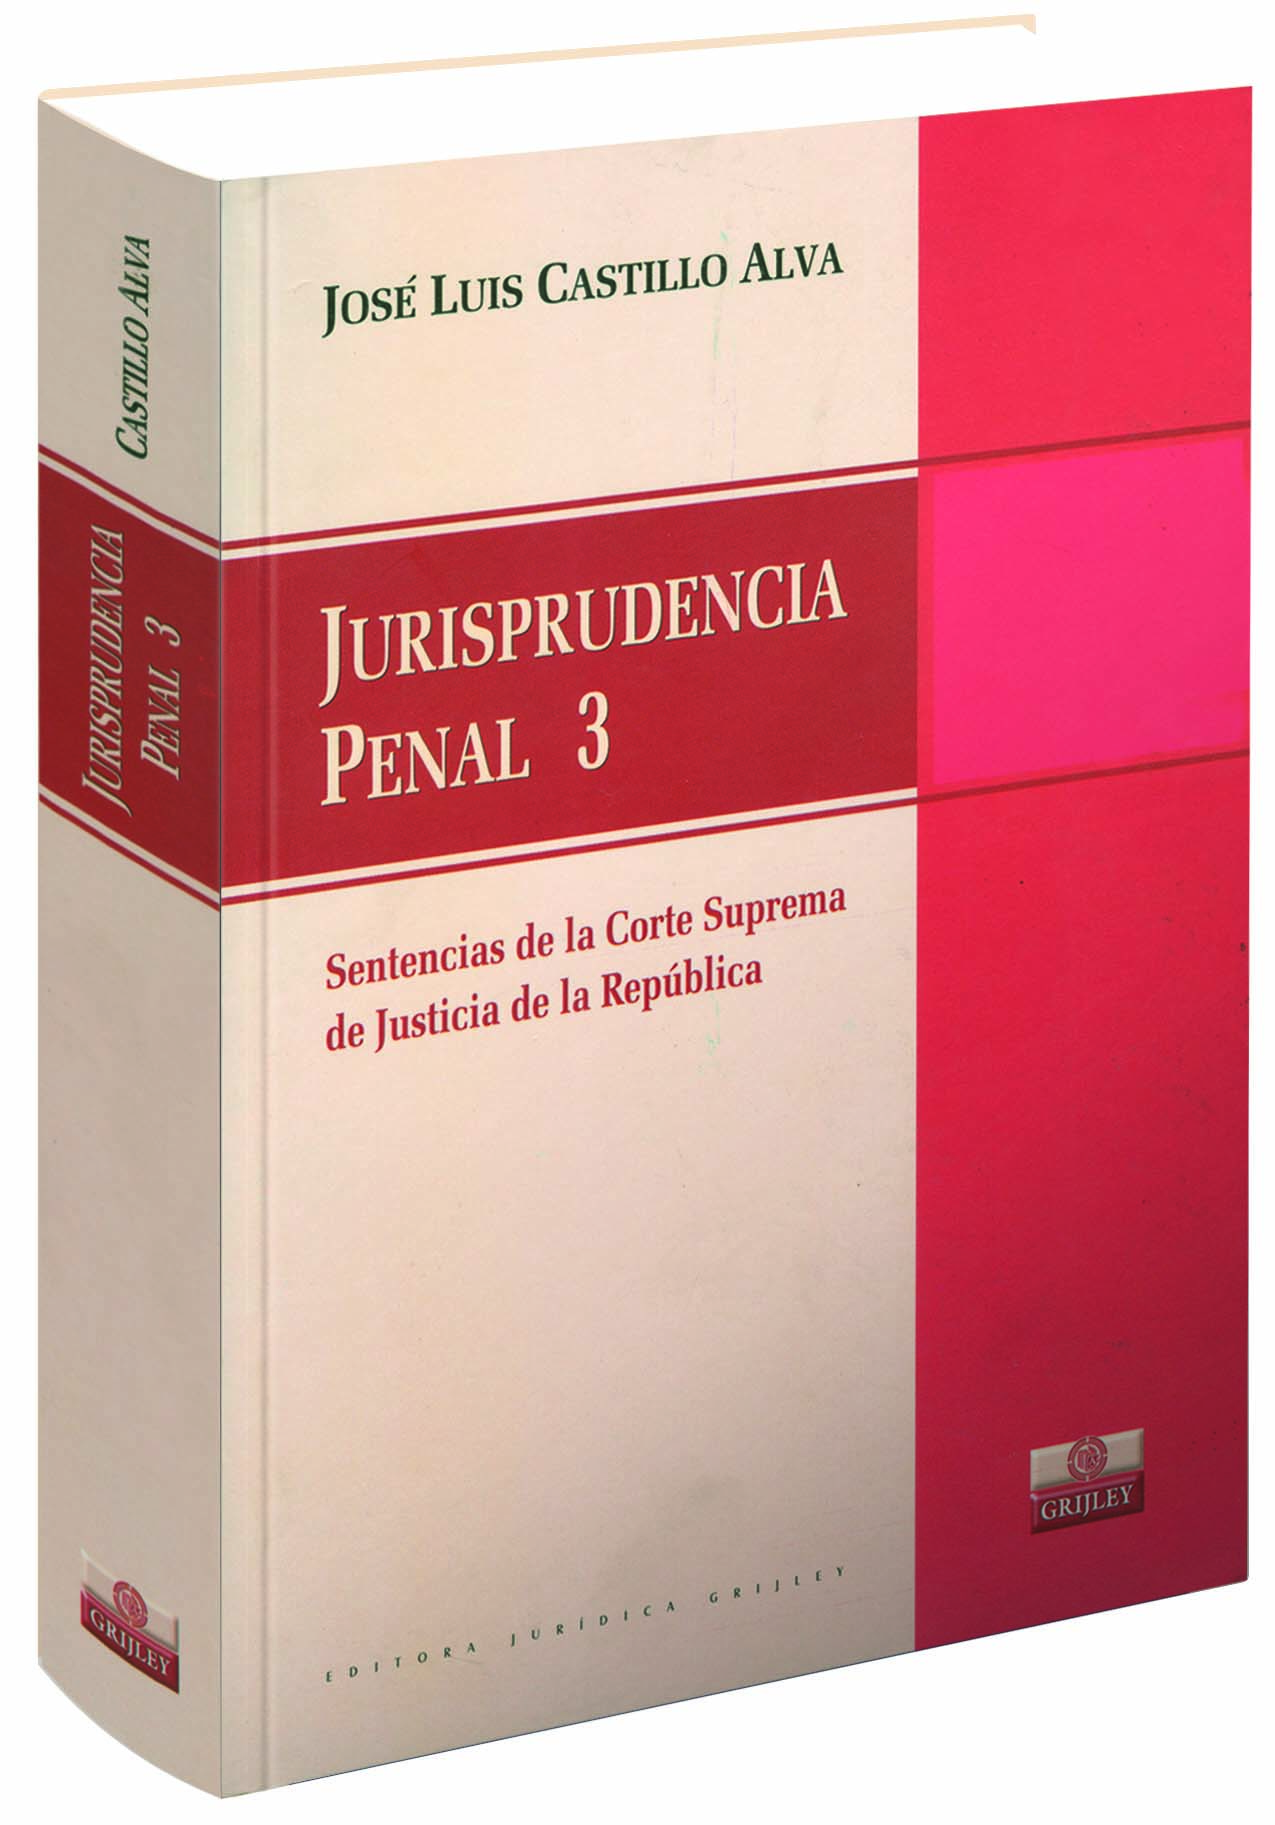 CASTILLO ALVA
JURISPRUDENCIA
PENAL 3
GRIJLEY
JOSÉ LUIS CASTILLO ALVA
JURISPRUDENCIA
PENAL 3
Sentencias de la Corte Suprema
de Justicia de la República
GRIJLEY
EDITORA JURÍDICA GRIJLEY